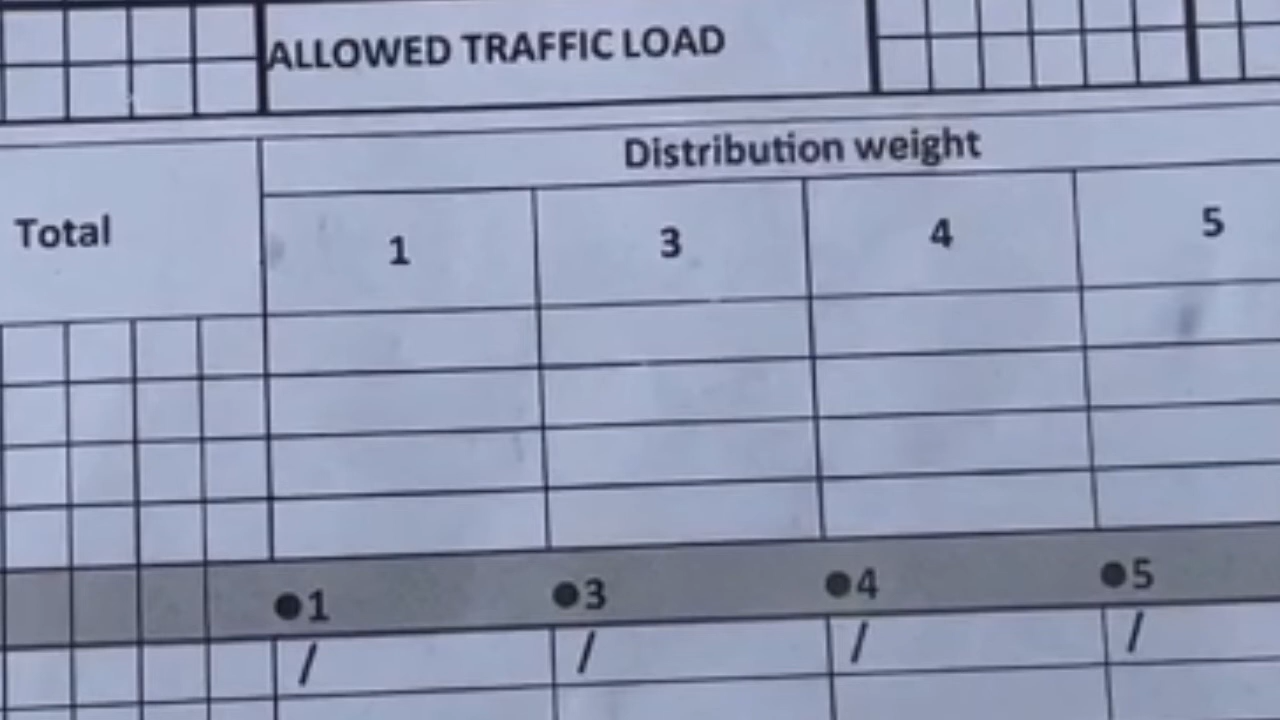 ALLOWED TRAFFIC LOAD
Distribution weight
Total 1 3 4 5
●1 ●3 ●4 ●5
/ / / /